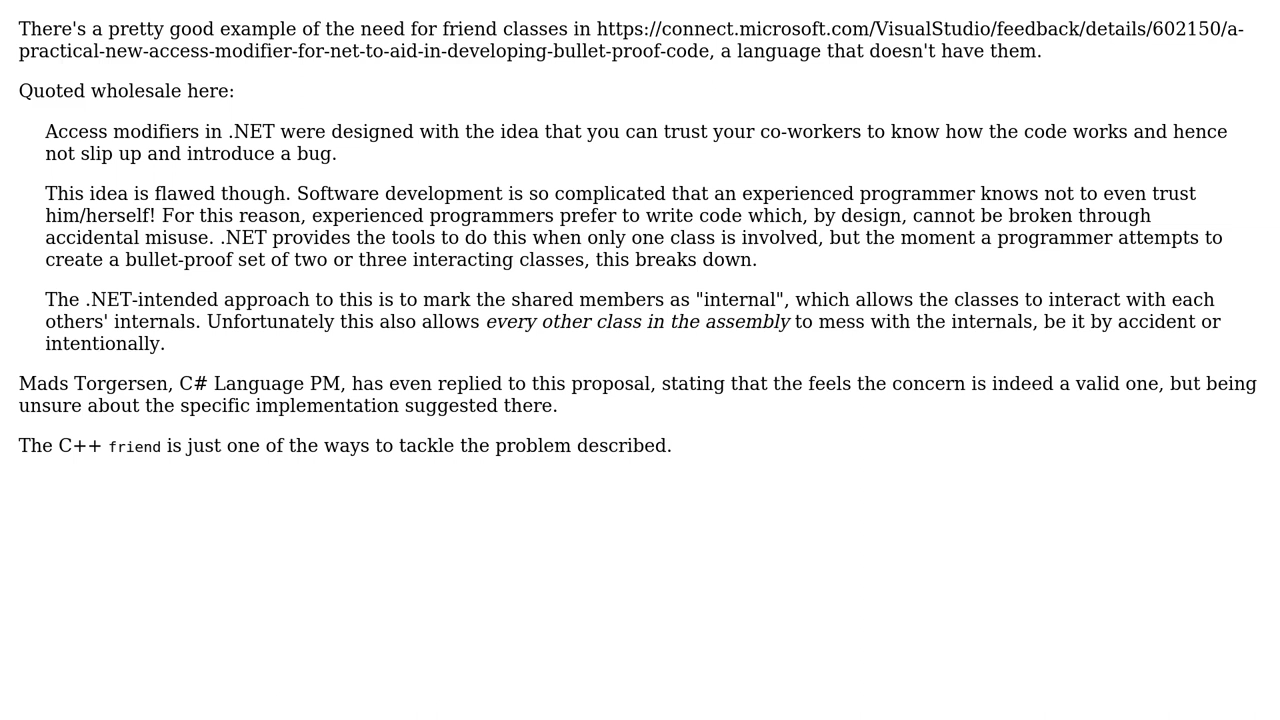 There's a pretty good example of the need for friend classes in https://connect.microsoft.com/VisualStudio/feedback/details/602150/a-
practical-new-access-modifier-for-net-to-aid-in-developing-bullet-proof-code, a language that doesn't have them.
Quoted wholesale here:
Access modifiers in .NET were designed with the idea that you can trust your co-workers to know how the code works and hence
not slip up and introduce a bug.
This idea is flawed though. Software development is so complicated that an experienced programmer knows not to even trust
him/herself! For this reason, experienced programmers prefer to write code which, by design, cannot be broken through
accidental misuse. .NET provides the tools to do this when only one class is involved, but the moment a programmer attempts to
create a bullet-proof set of two or three interacting classes, this breaks down.
The .NET-intended approach to this is to mark the shared members as "internal", which allows the classes to interact with each
others' internals. Unfortunately this also allows every other class in the assembly to mess with the internals, be it by accident or
intentionally.
Mads Torgersen, C# Language PM, has even replied to this proposal, stating that the feels the concern is indeed a valid one, but being
unsure about the specific implementation suggested there.
The C++ friend is just one of the ways to tackle the problem described.